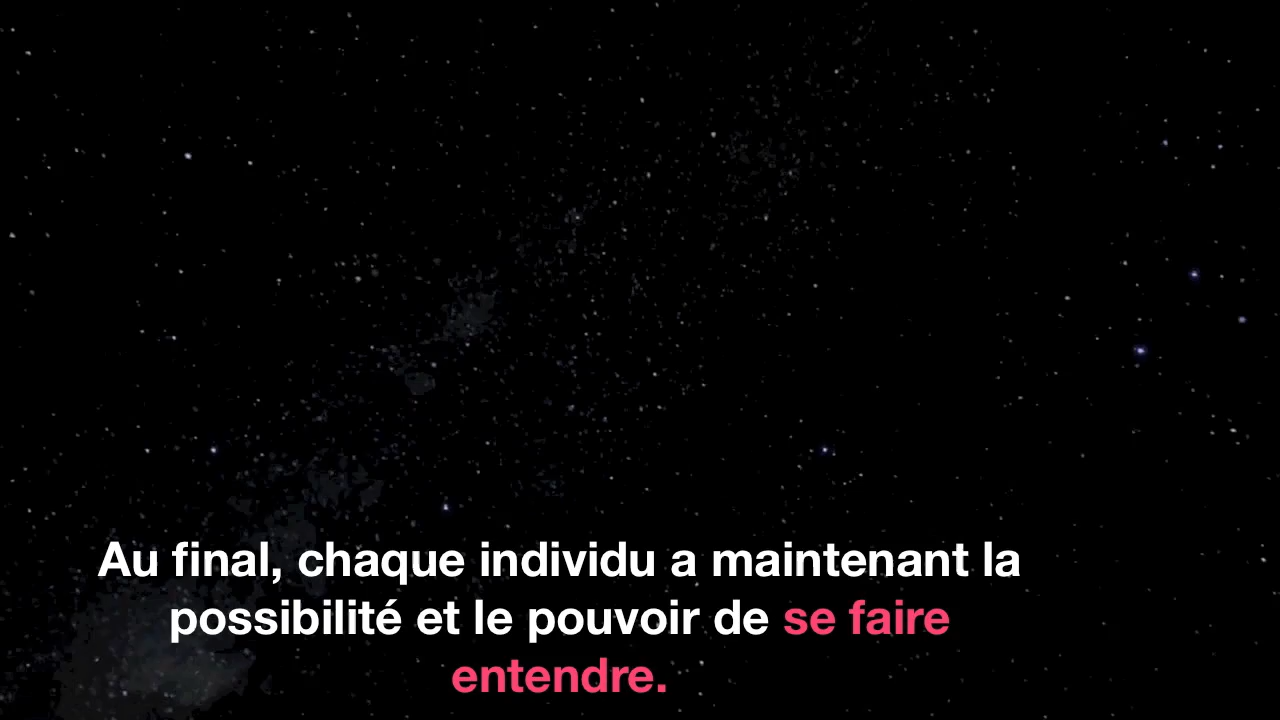 Au final, chaque individu a maintenant la
possibilité et le pouvoir de se faire
entendre.